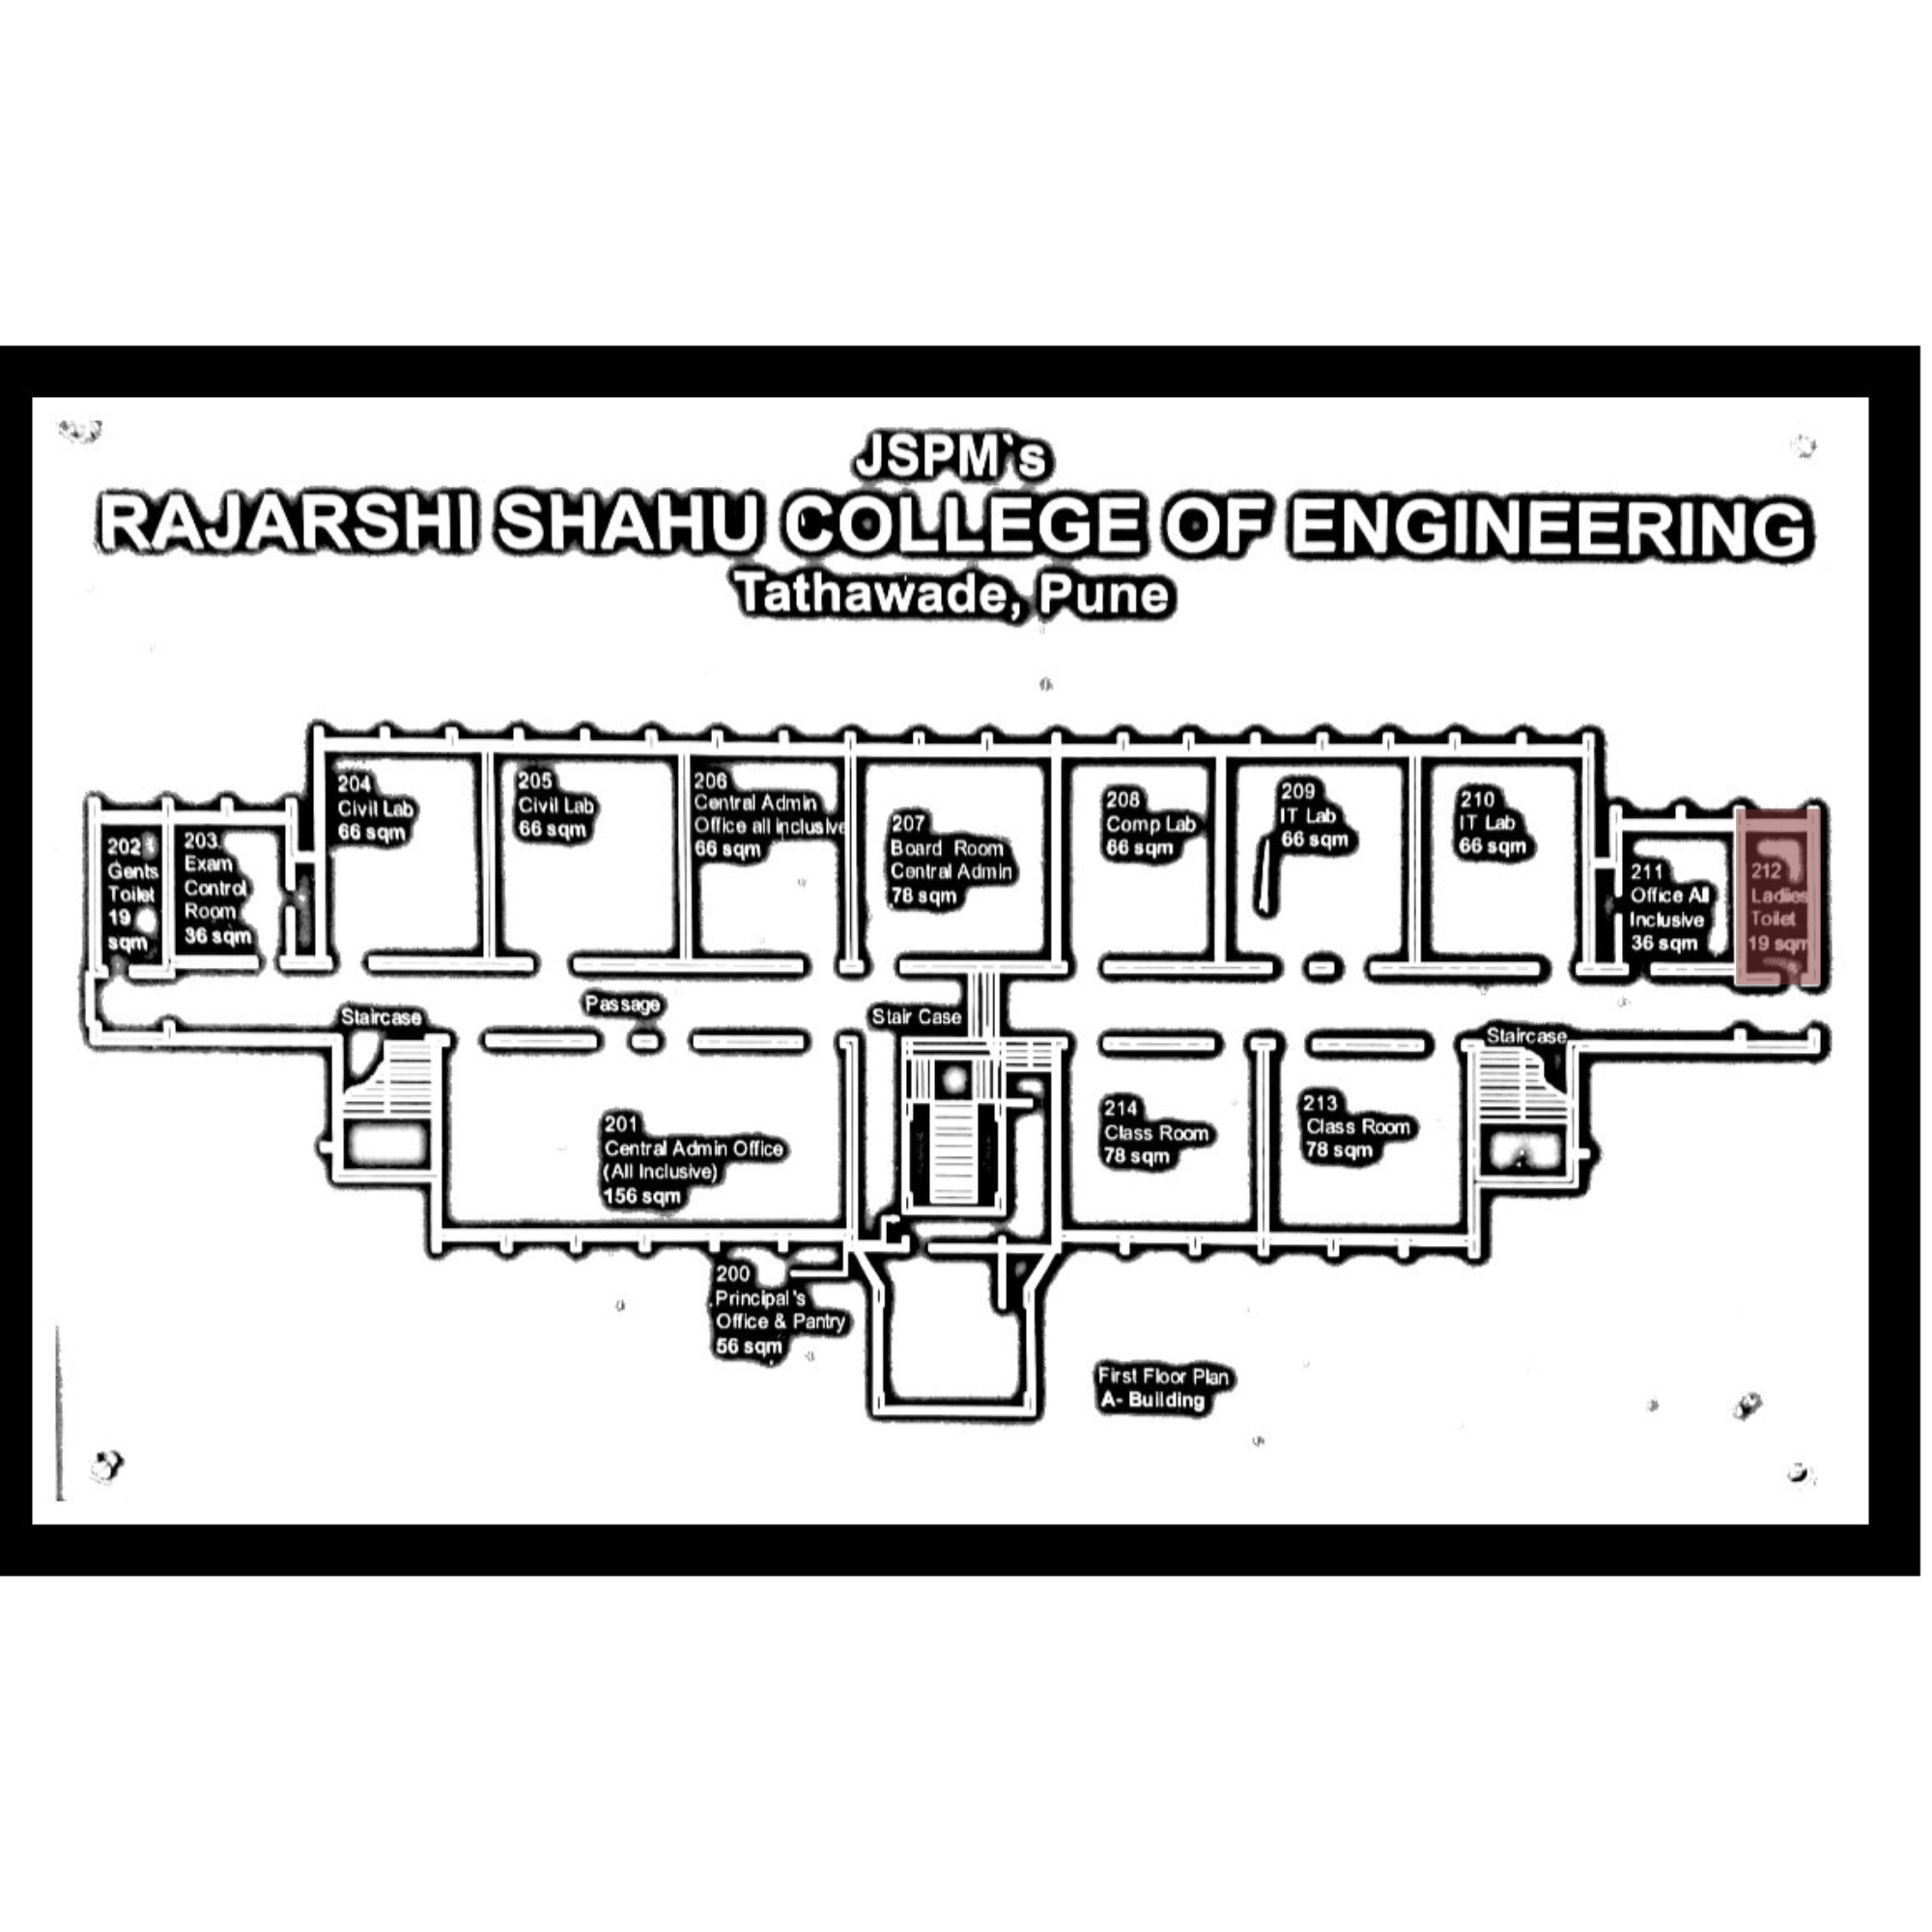 JSPM`s
RAJARSHI SHAHU COLLEGE OF ENGINEERING
Tathawade, Pune
204
Civil Lab
66 sqm
205
Civil Lab
66 sqm
206
Central Admin
Office all Inclusive
66 sqm
207
Board Room
Central Admin
78 sqm
208
Comp Lab
66 sqm
209
IT Lab
66 sqm
210
IT Lab
66 sqm
202
Gents
Toilet
19
sqm
203
Exam
Control
Room
36 sqm
211
Office All
Inclusive
36 sqm
212
Ladies
Toilet
19 sqm
Passage
Staircase
Stair Case
Staircase
201
Central Admin Office
(All Inclusive)
156 sqm
214
Class Room
78 sqm
213
Class Room
78 sqm
200
Principal's
Office & Pantry
56 sqm
First Floor Plan
A- Building